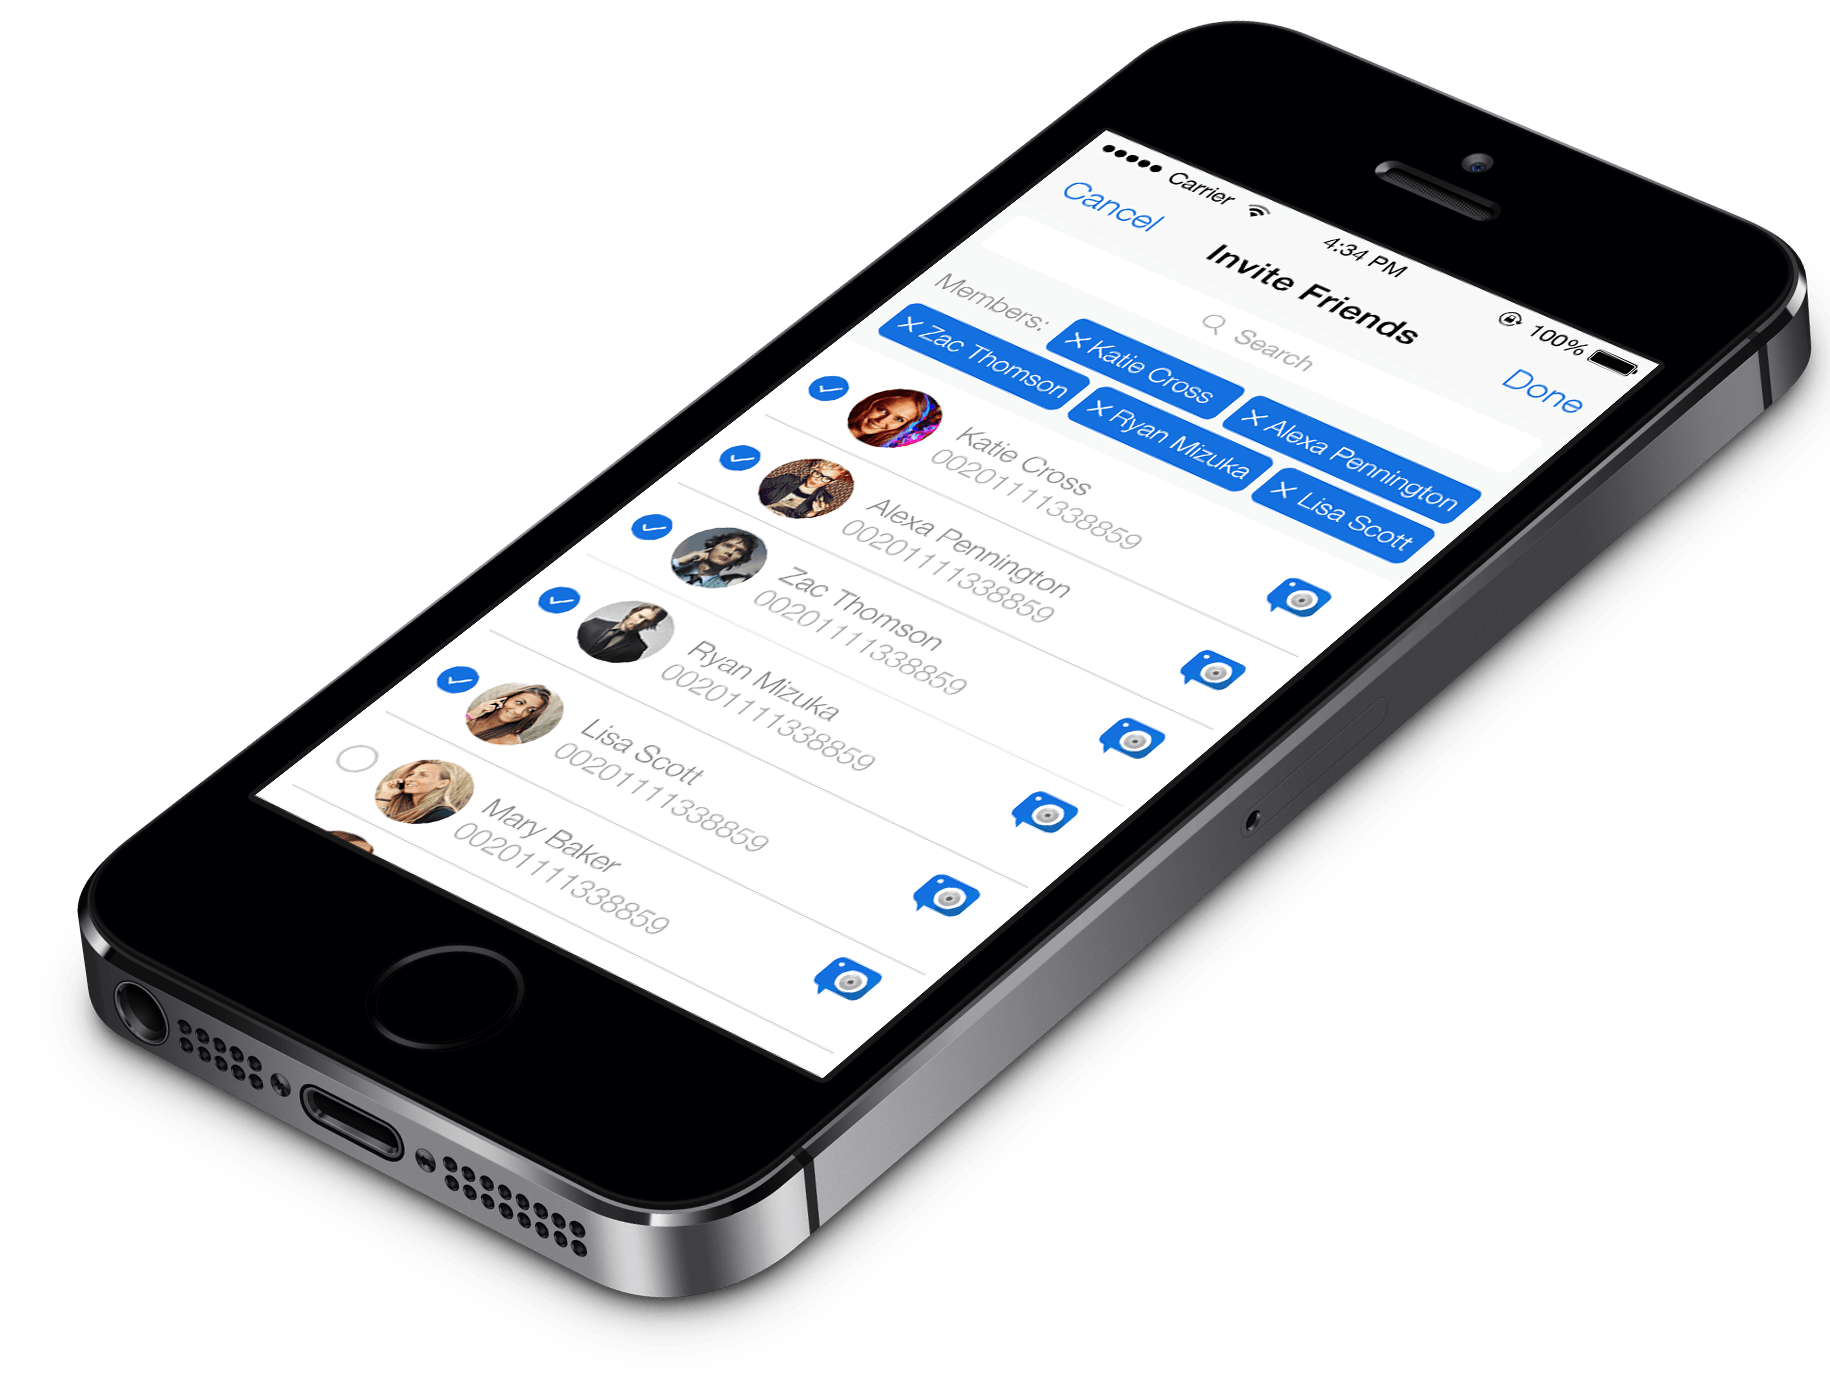 Carrier 4:34 PM 100%
Cancel Invite Friends Done
Search
Members: Katie Cross Alexa Pennington
Zac Thomson Ryan Mizuka Lisa Scott
Katie Cross
00201111338859
Alexa Pennington
00201111338859
Zac Thomson
00201111338859
Ryan Mizuka
00201111338859
Lisa Scott
00201111338859
Mary Baker
00201111338859